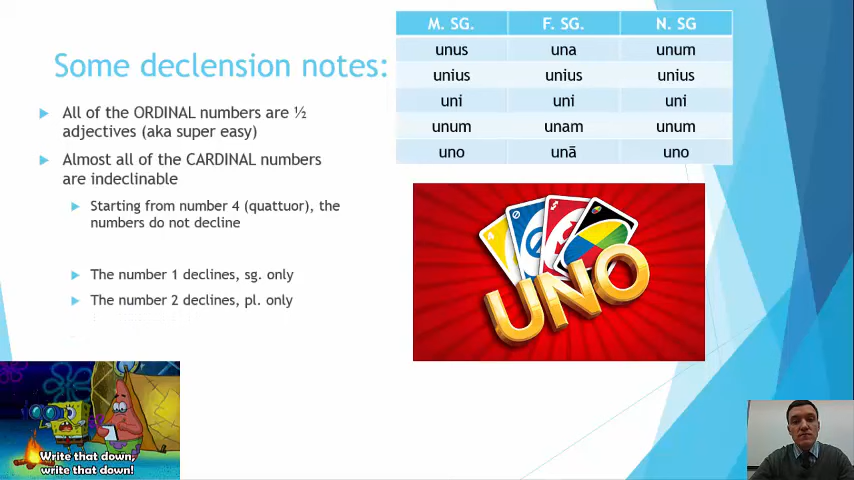 Some declension notes:
All of the ORDINAL numbers are ½
adjectives (aka super easy)
Almost all of the CARDINAL numbers
are indeclinable
Starting from number 4 (quattuor), the
numbers do not decline
The number 1 declines, sg. only
The number 2 declines, pl. only
M. SG. F. SG. N. SG
unus una unum
unius unius unius
uni uni uni
unum unam unum
uno unā uno
UNO
Write that down,
write that down!